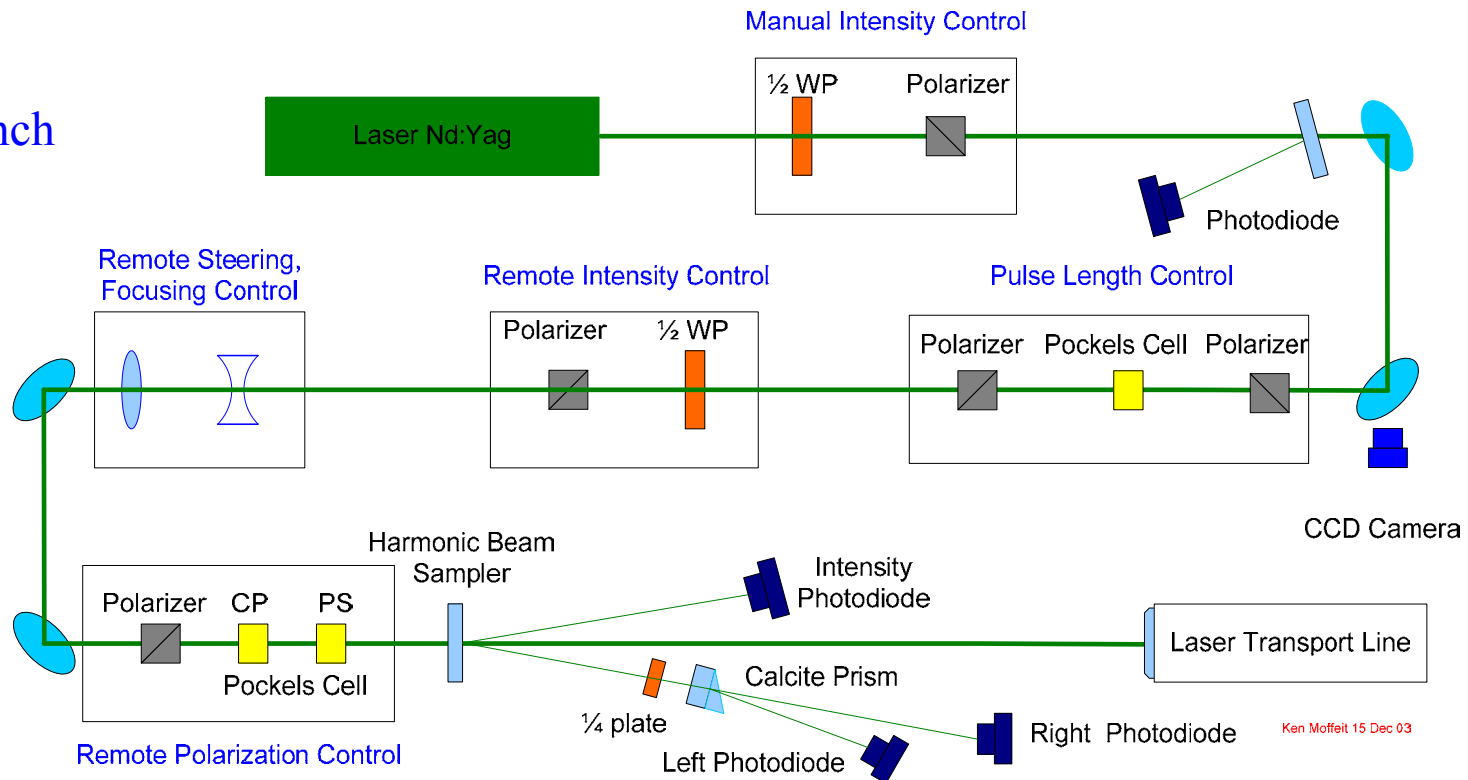 Manual Intensity Control
½ WP
Polarizer
Laser Nd:Yag
Photodiode
Remote Steering,
Focusing Control
Remote Intensity Control
Polarizer
½ WP
Pulse Length Control
Polarizer
Pockels Cell
Polarizer
CCD Camera
Harmonic Beam
Sampler
Polarizer
CP
PS
Pockels Cell
Remote Polarization Control
Intensity
Photodiode
Laser Transport Line
Calcite Prism
¼ plate
Right Photodiode
Left Photodiode
Ken Moffeit 15 Dec 03